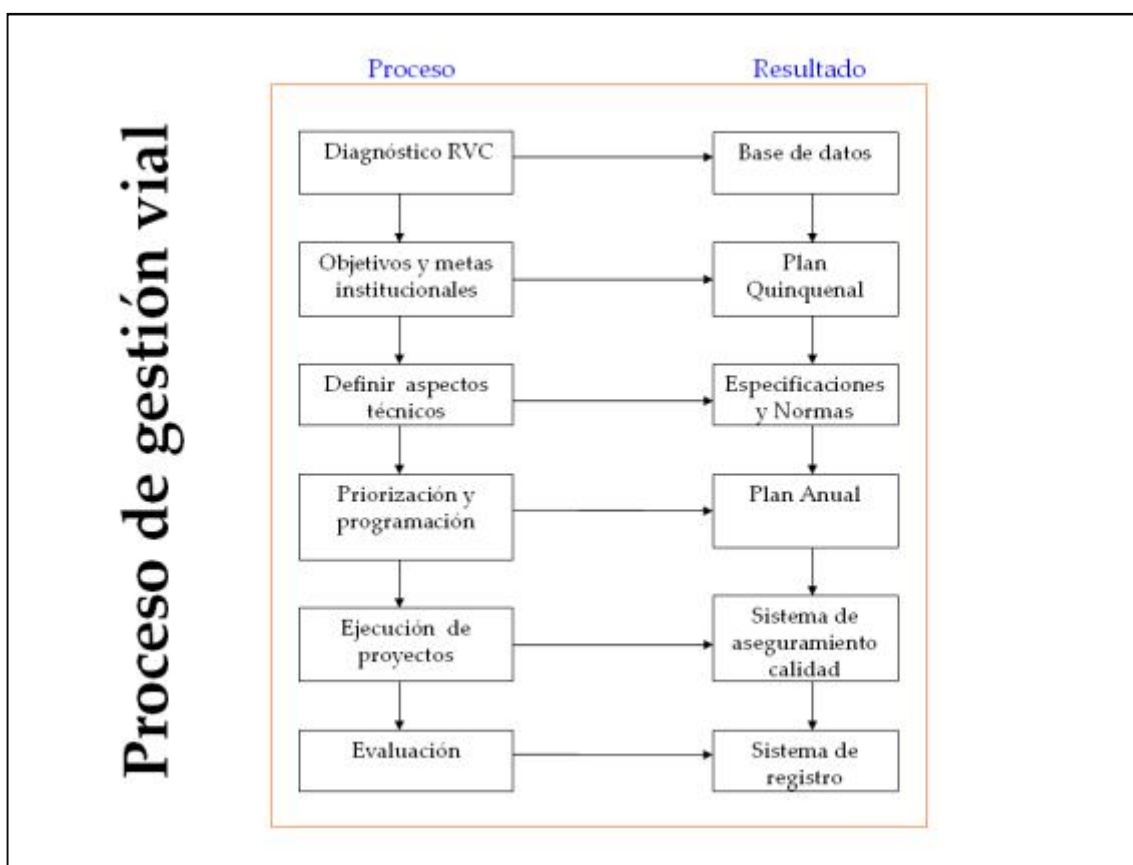 Proceso de gestión vial
Proceso
Resultado
Diagnóstico RVC
Base de datos
Objetivos y metas
institucionales
Plan
Quinquenal
Definir aspectos
técnicos
Especificaciones
y Normas
Priorización y
programación
Plan Anual
Ejecución de
proyectos
Sistema de
aseguramiento
calidad
Evaluación
Sistema de
registro